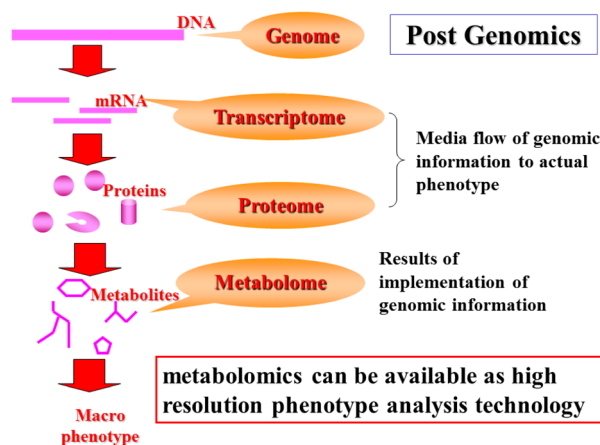 DNA
Genome
Post Genomics
mRNA
Transcriptome
Media flow of genomic
information to actual
phenotype
Proteins
Proteome
Metabolites
Metabolome
Results of
implementation of
genomic information
metabolomics can be available as high
resolution phenotype analysis technology
Macro
phenotype